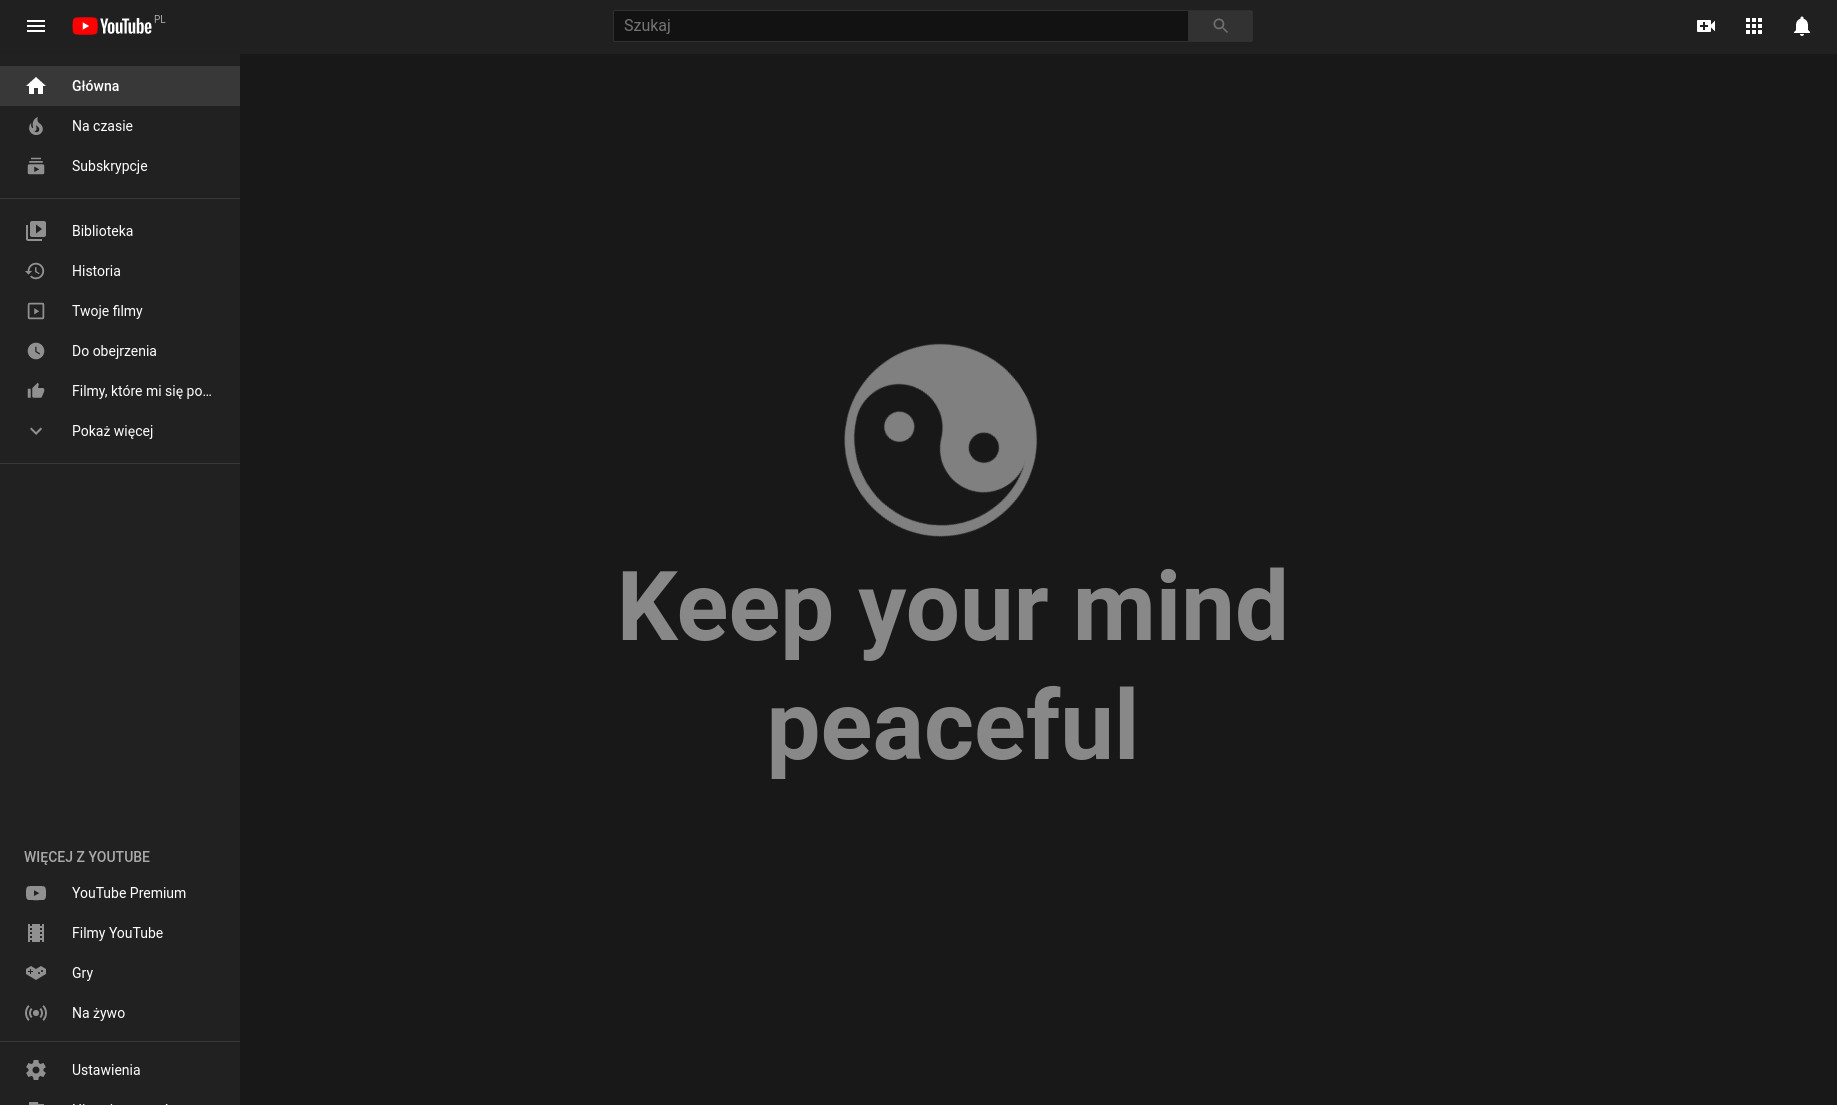 YouTube PL
Szukaj
Główna
Na czasie
Subskrypcje
Biblioteka
Historia
Twoje filmy
Do obejrzenia
Filmy, które mi się po...
Pokaż więcej
Keep your mind
peaceful
WIĘCEJ Z YOUTUBE
YouTube Premium
Filmy YouTube
Gry
Na żywo
Ustawienia